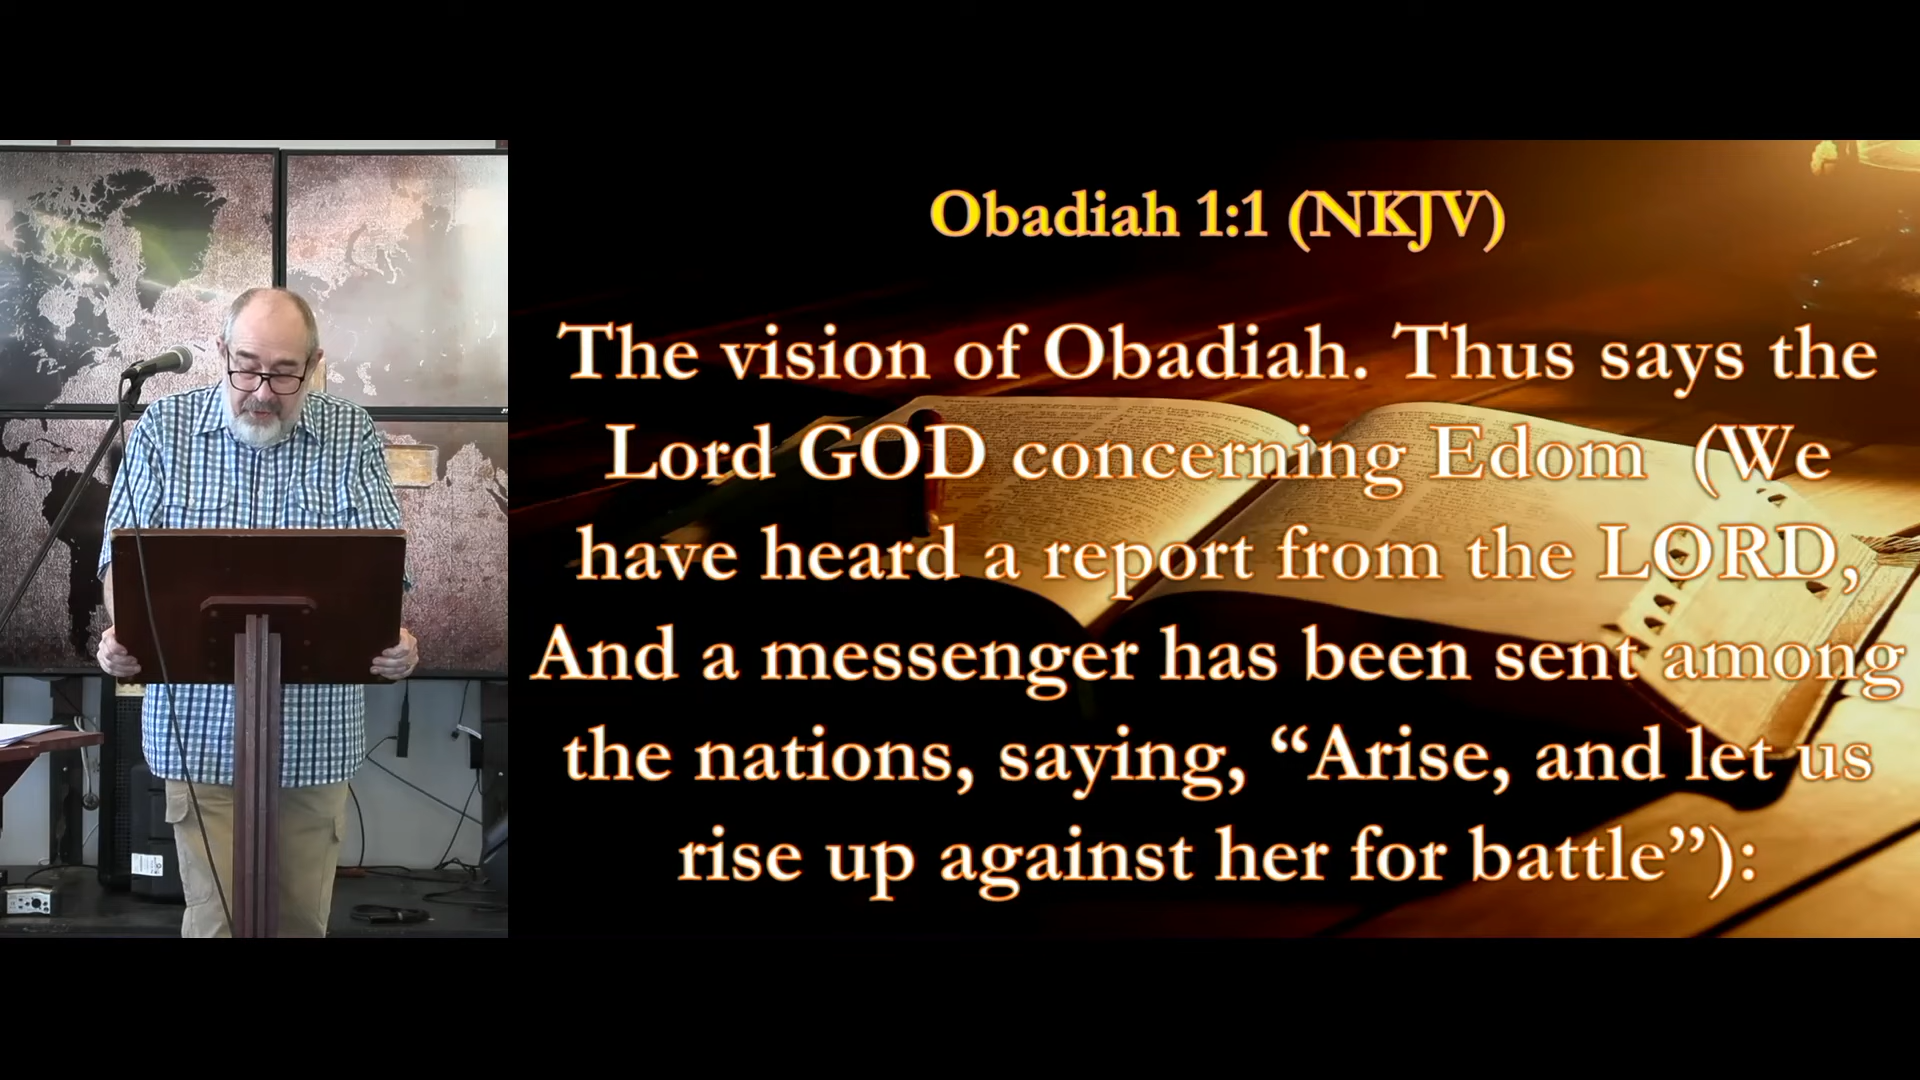 Obadiah 1:1 (NKJV)
The vision of Obadiah. Thus says the
Lord GOD concerning Edom (We
have heard a report from the LORD,
And a messenger has been sent among
the nations, saying, “Arise, and let us
rise up against her for battle”):